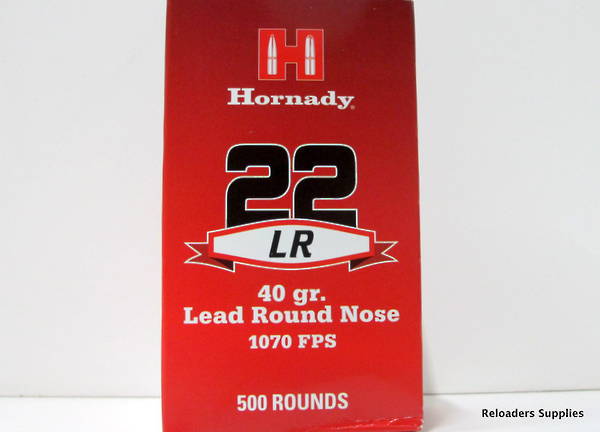 H
Hornady®
22
LR
40 gr.
Lead Round Nose
1070 FPS
500 ROUNDS
Reloaders Supplies